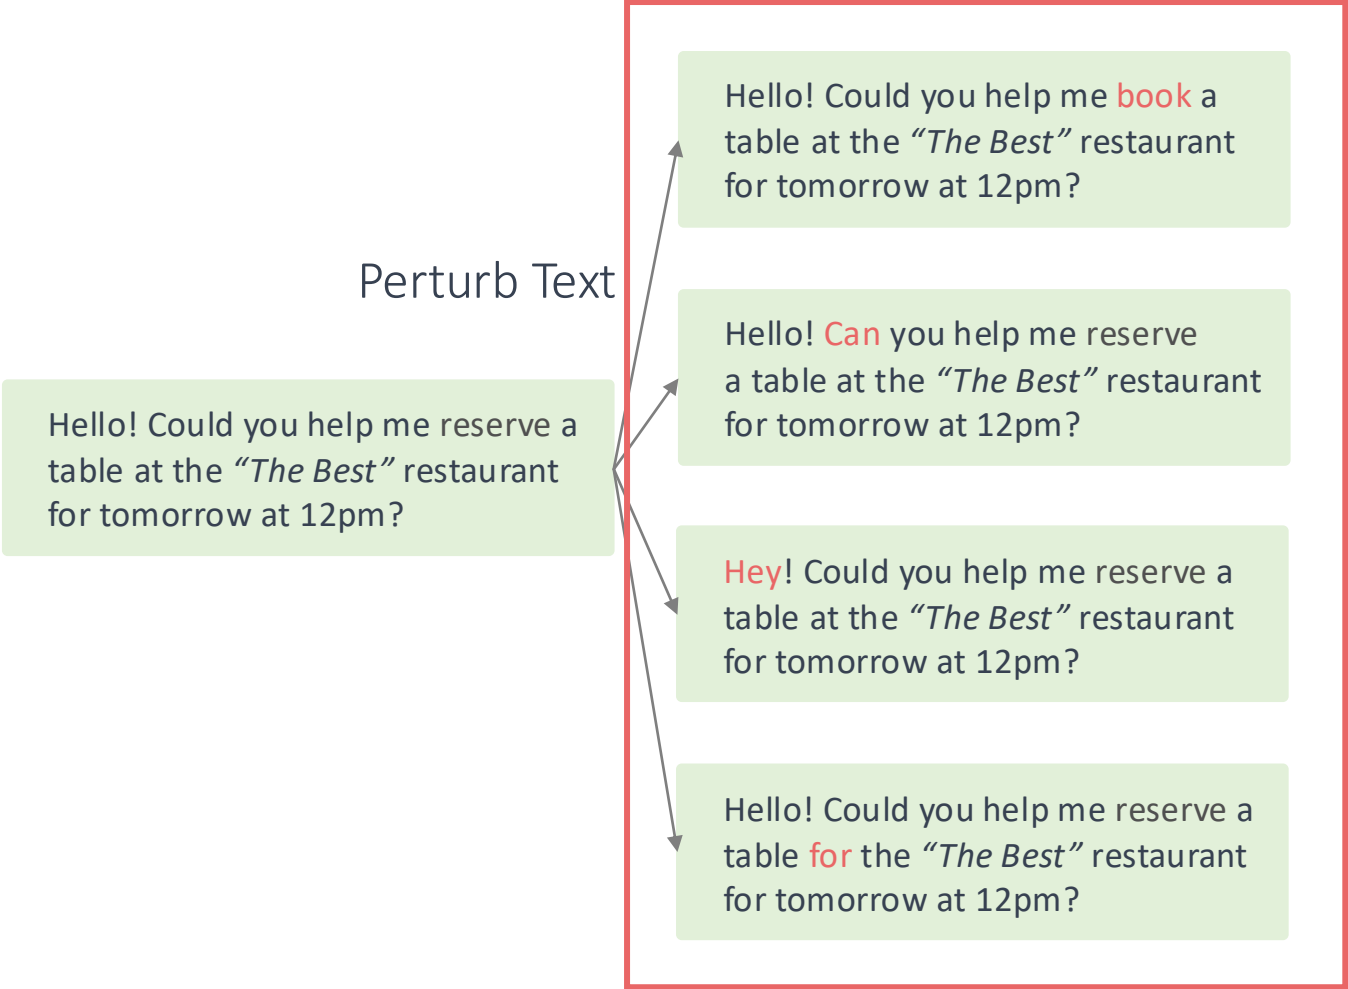 Perturb Text
Hello! Could you help me reserve a
table at the “The Best” restaurant
for tomorrow at 12pm?
Hello! Could you help me book a
table at the “The Best” restaurant
for tomorrow at 12pm?
Hello! Can you help me reserve
a table at the “The Best” restaurant
for tomorrow at 12pm?
Hey! Could you help me reserve a
table at the “The Best” restaurant
for tomorrow at 12pm?
Hello! Could you help me reserve a
table for the “The Best” restaurant
for tomorrow at 12pm?